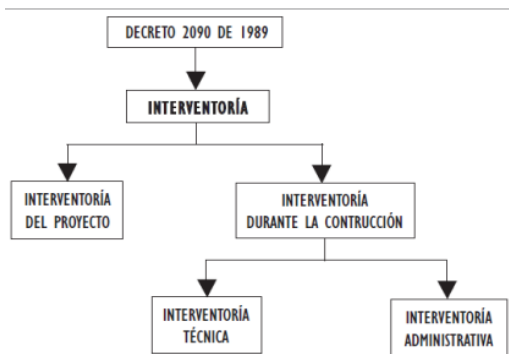 DECRETO 2090 DE 1989
INTERVENTORÍA
INTERVENTORÍA
DEL PROYECTO
INTERVENTORÍA
DURANTE LA CONTRUCCIÓN
INTERVENTORÍA
TÉCNICA
INTERVENTORÍA
ADMINISTRATIVA